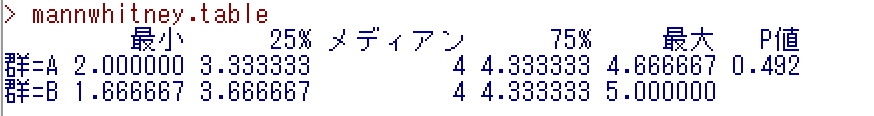 > mannwhitney.table
最小 25% メディアン 75% 最大 P値
群=A 2.000000 3.333333 4 4.333333 4.666667 0.492
群=B 1.666667 3.666667 4 4.333333 5.000000